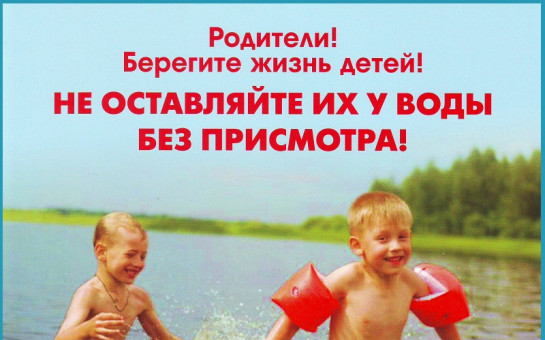 Родители!
Берегите жизнь детей!
НЕ ОСТАВЛЯЙТЕ ИХ У ВОДЫ
БЕЗ ПРИСМОТРА!